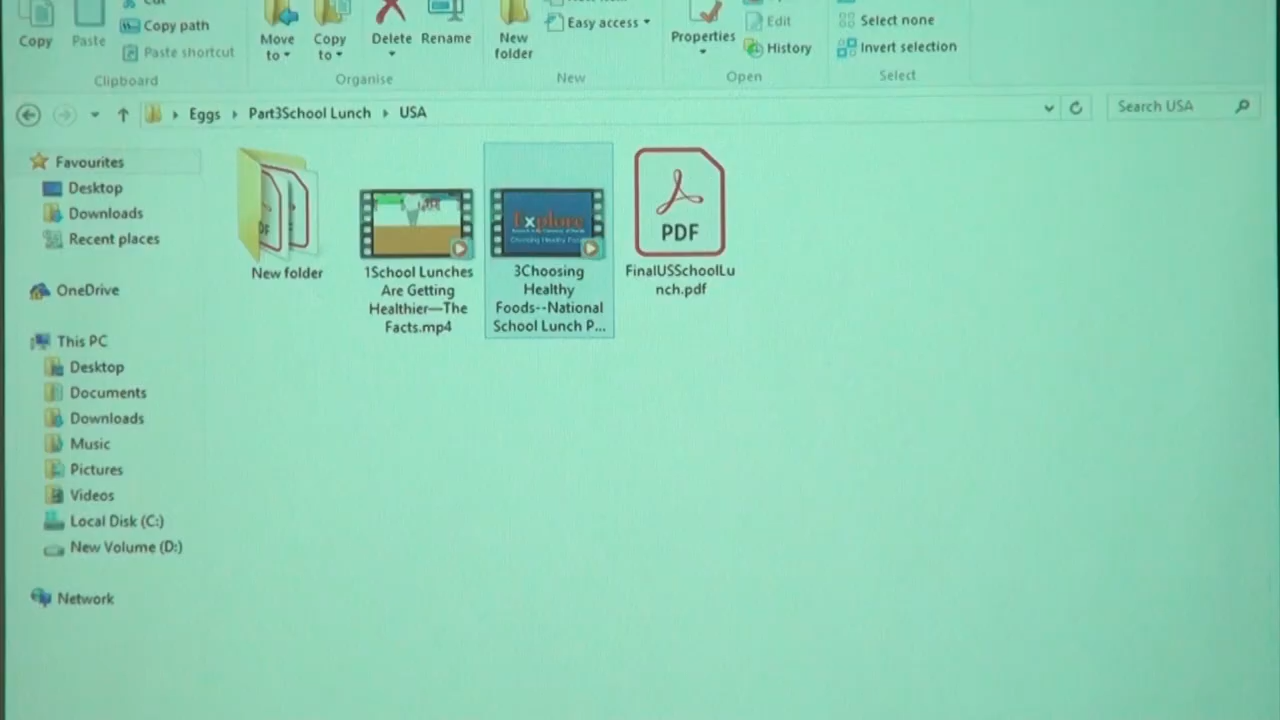 Cut
Copy path
Copy
Paste
Paste shortcut
Clipboard
Move to
Copy to
Delete
Rename
Organise
New folder
Easy access
New
Properties
Edit
History
Open
Select none
Invert selection
Select
Eggs
Part3School Lunch
USA
Search USA
Favourites
Desktop
Downloads
Recent places
OneDrive
This PC
Desktop
Documents
Downloads
Music
Pictures
Videos
Local Disk (C:)
New Volume (D:)
Network
New folder
1School Lunches
Are Getting
Healthier—The
Facts.mp4
Explore
3Choosing
Healthy
Foods--National
School Lunch P...
PDF
FinalUSSchoolLu
nch.pdf